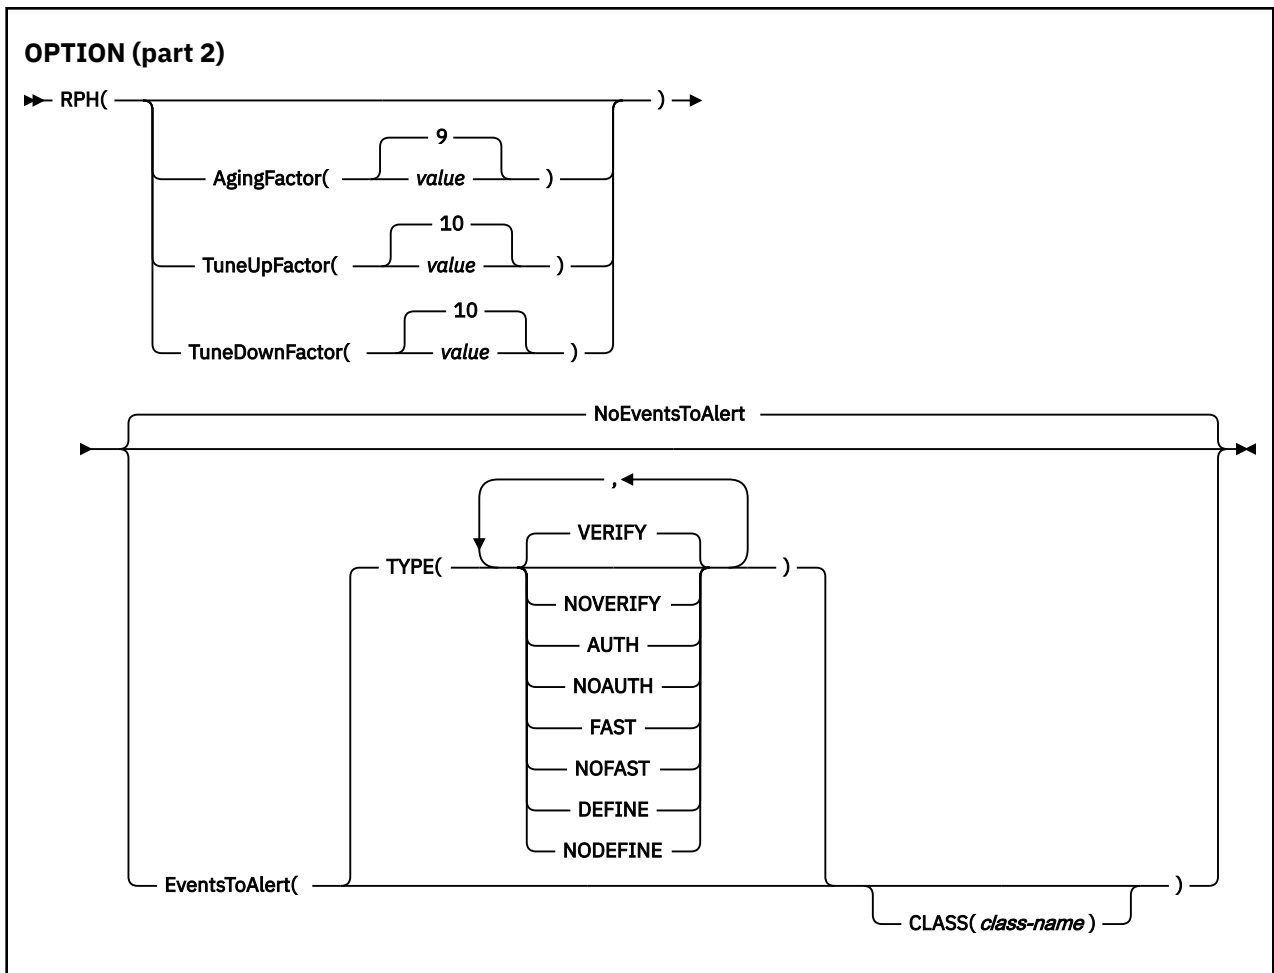 OPTION (part 2)
RPH( )
9
AgingFactor( value )
10
TuneUpFactor( value )
10
TuneDownFactor( value )
NoEventsToAlert
,
VERIFY
TYPE( )
NOVERIFY
AUTH
NOAUTH
FAST
NOFAST
DEFINE
NODEFINE
EventsToAlert( )
CLASS( class-name )